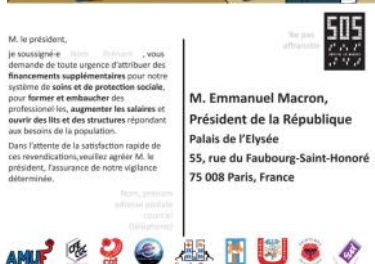 M. le président,
je soussigné·e Nom Prénom , vous
demande de toute urgence d'attribuer des
financements supplémentaires pour notre
système de soins et de protection sociale,
pour former et embaucher des
professionnel·les, augmenter les salaires et
ouvrir des lits et des structures répondant
aux besoins de la population.
Dans l'attente de la satisfaction rapide de
ces revendications,veuillez agréer M. le
président, l'assurance de notre vigilance
déterminée.
Nom, prénom
adresse postale
courriel
(téléphone)
Ne pas
affranchir
SOS
M. Emmanuel Macron,
Président de la République
Palais de l'Elysée
55, rue du Faubourg-Saint-Honoré
75 008 Paris, France
AMUF